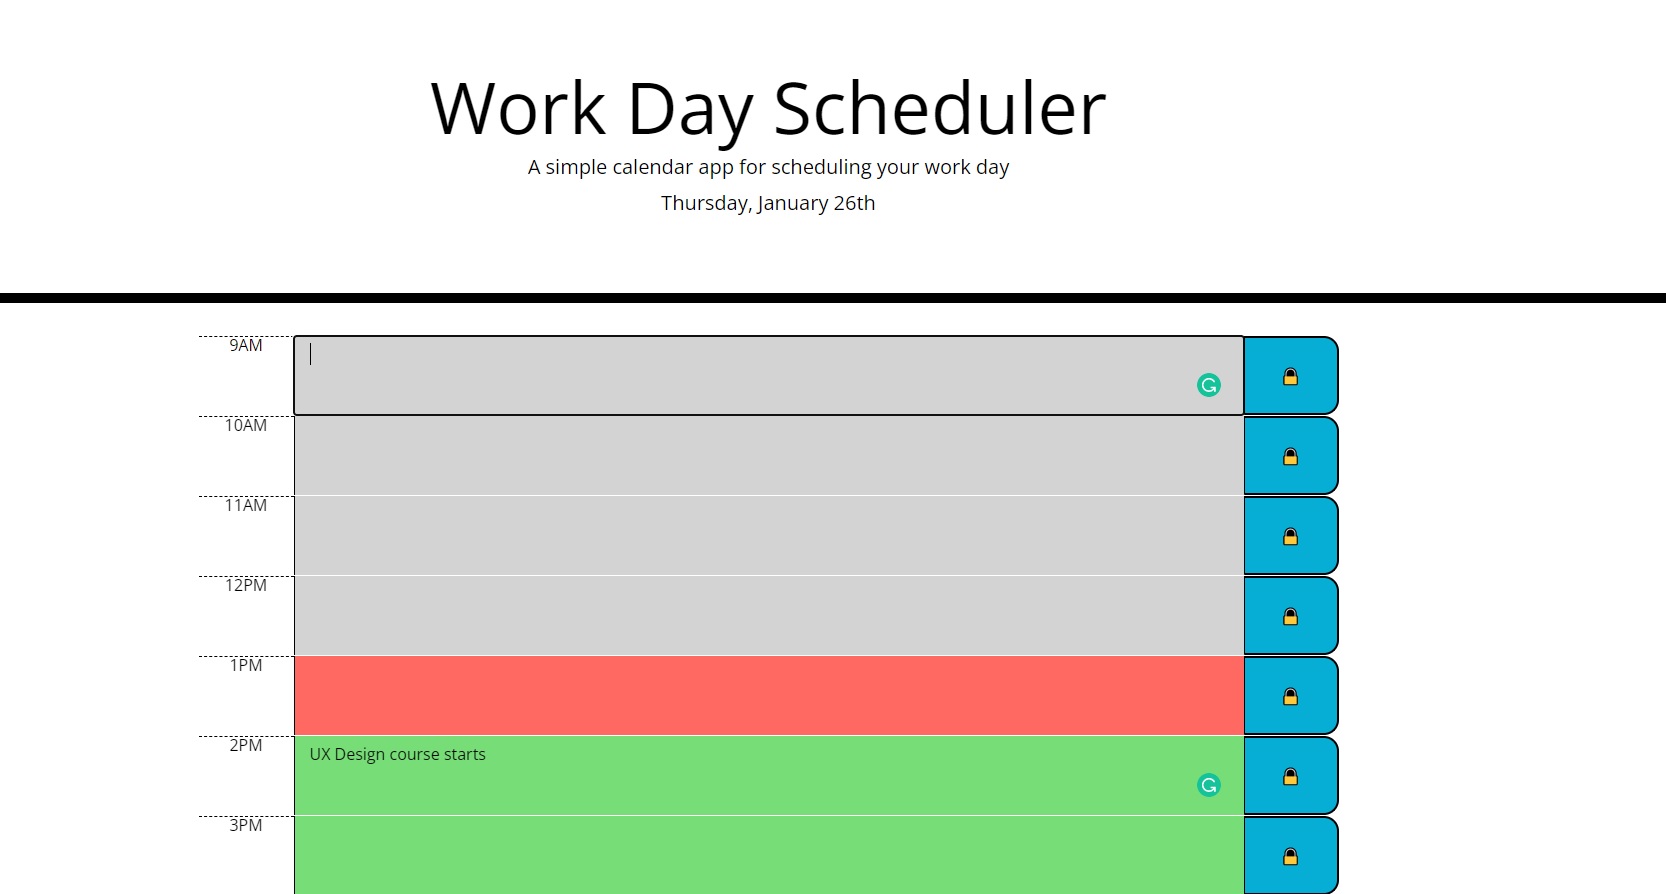 Work Day Scheduler
A simple calendar app for scheduling your work day
Thursday, January 26th
9AM
10AM
11AM
12PM
1PM
2PM
UX Design course starts
3PM